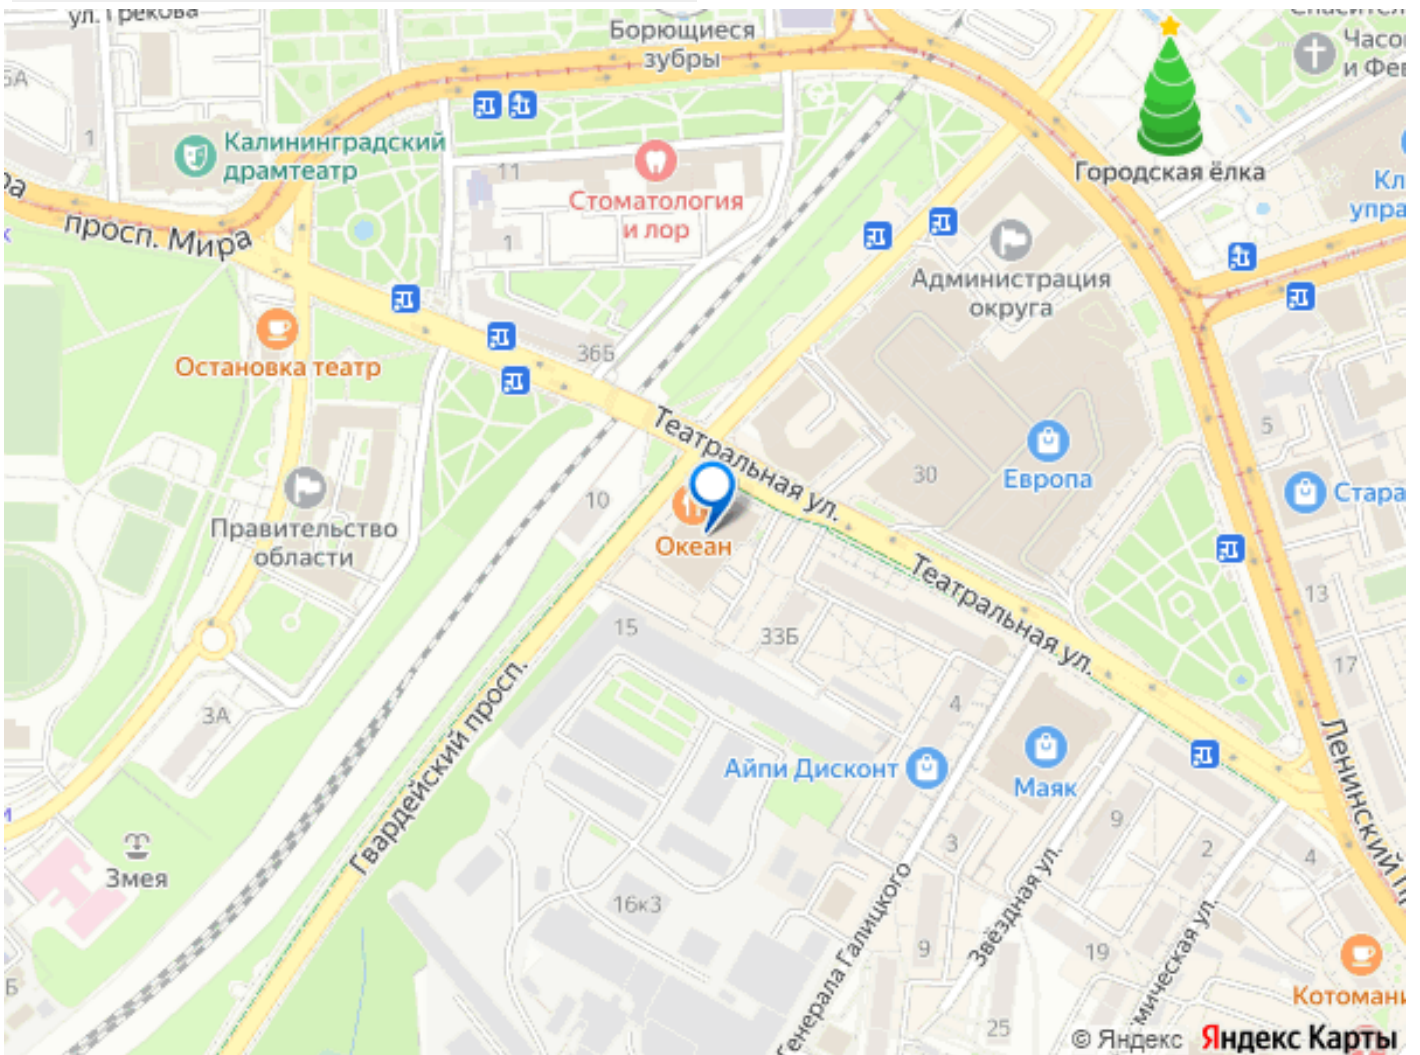 ул. Грекова
Борющиеся
зубры
5А
1
Калининградский
драмтеатр
11
Стоматология
и лор
1
просп. Мира
Городская ёлка
Администрация
округа
Остановка театр
36Б
Театральная ул.
5
30
Европа
10
Океан
Правительство
области
Театральная ул.
13
15
33Б
17
3А
4
Гвардейский просп.
Айпи Дисконт
Маяк
Ленинский
9
3
2
4
Змея
16к3
Генерала Галицкого
Звёздная ул.
9
19
Б
25
© Яндекс Яндекс Карты